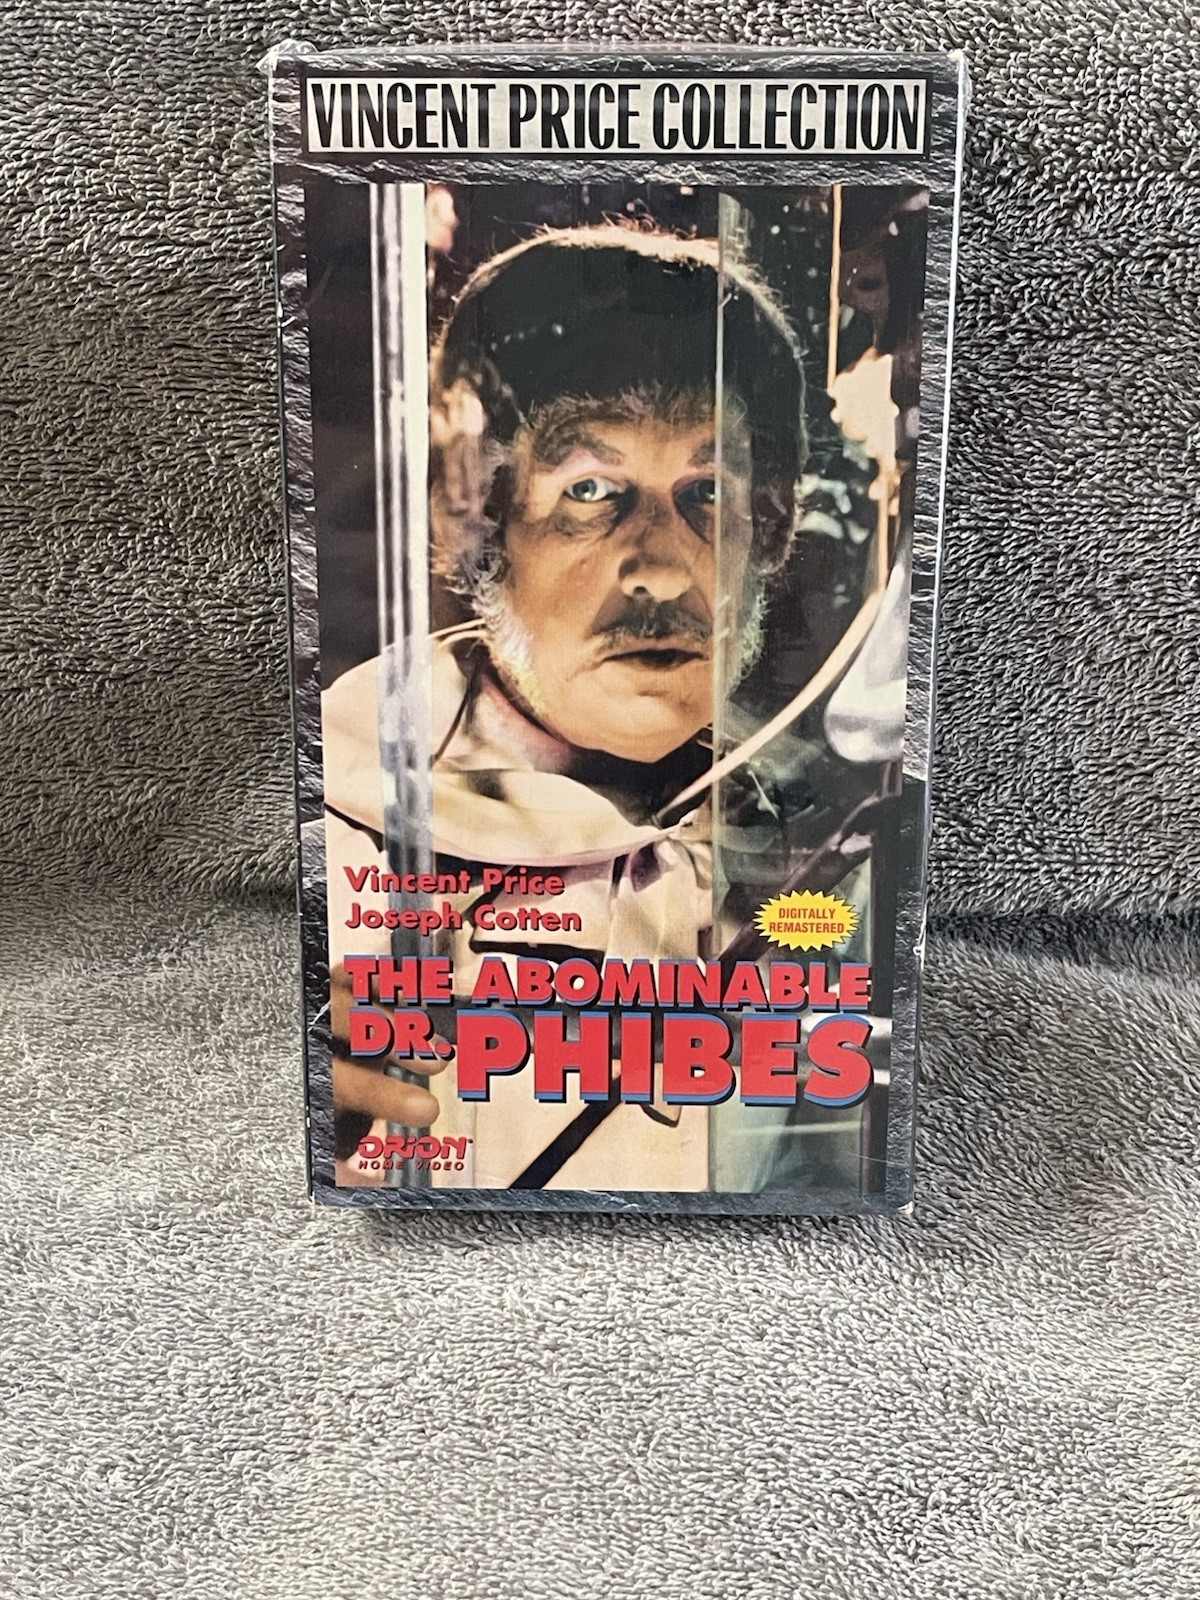 VINCENT PRICE COLLECTION
Vincent Price
Joseph Cotten
DIGITALLY
REMASTERED
THE ABOMINABLE
DR. PHIBES
ORION
HOME VIDEO